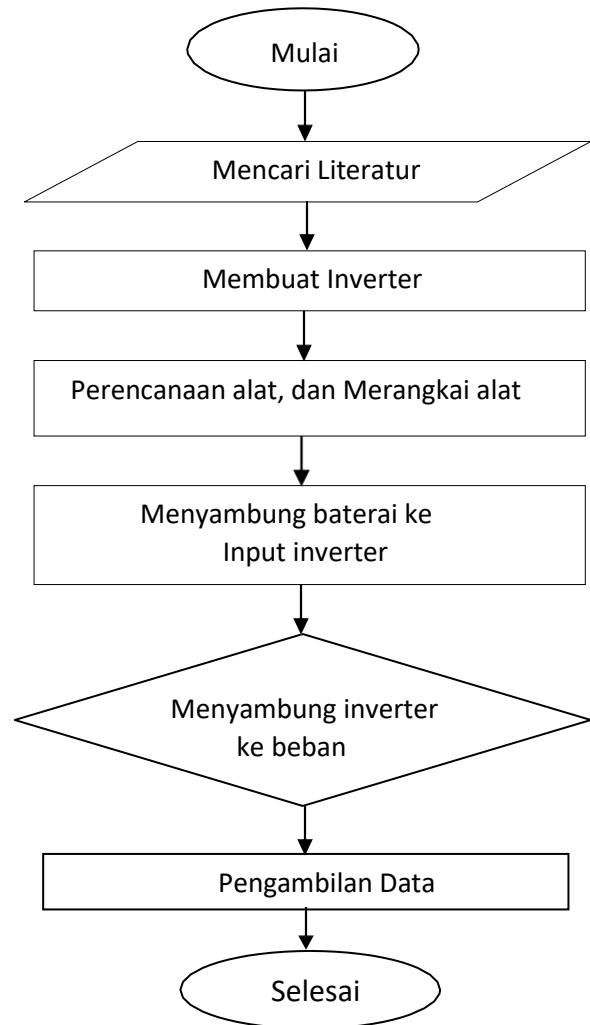 Mulai
Mencari Literatur
Membuat Inverter
Perencanaan alat, dan Merangkai alat
Menyambung baterai ke
Input inverter
Menyambung inverter
ke beban
Pengambilan Data
Selesai